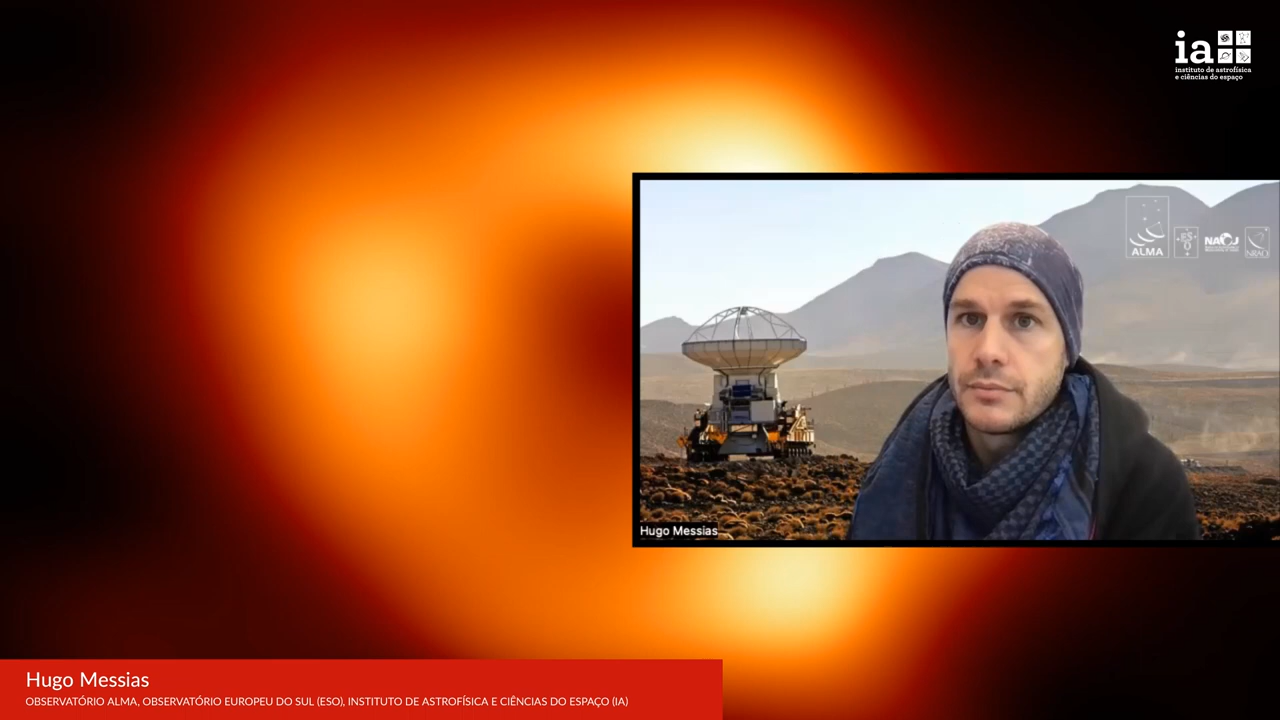 ia
instituto de astrofísica
e ciências do espaço
ALMA
NAOJ
NRAO
Hugo Messias
Hugo Messias
OBSERVATÓRIO ALMA, OBSERVATÓRIO EUROPEU DO SUL (ESO), INSTITUTO DE ASTROFÍSICA E CIÊNCIAS DO ESPAÇO (IA)